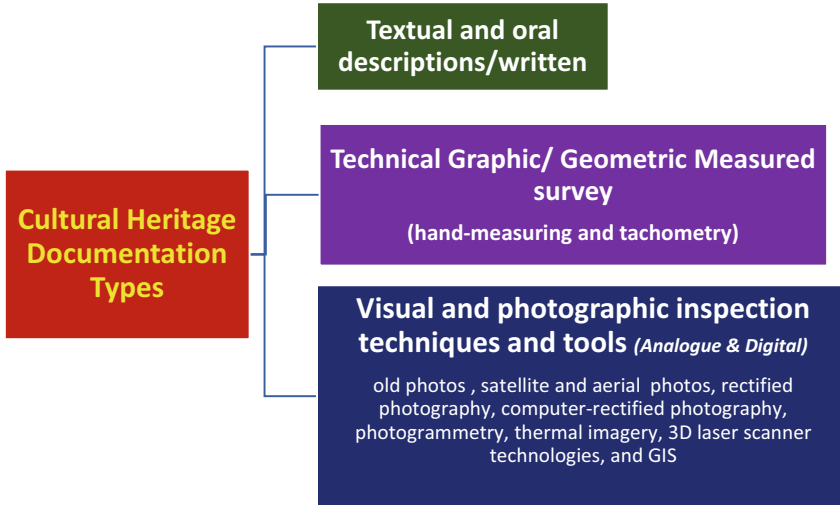 Textual and oral
descriptions/written
Technical Graphic/ Geometric Measured
survey
(hand-measuring and tachometry)
Cultural Heritage
Documentation
Types
Visual and photographic inspection
techniques and tools (Analogue & Digital)
old photos , satellite and aerial photos, rectified
photography, computer-rectified photography,
photogrammetry, thermal imagery, 3D laser scanner
technologies, and GIS